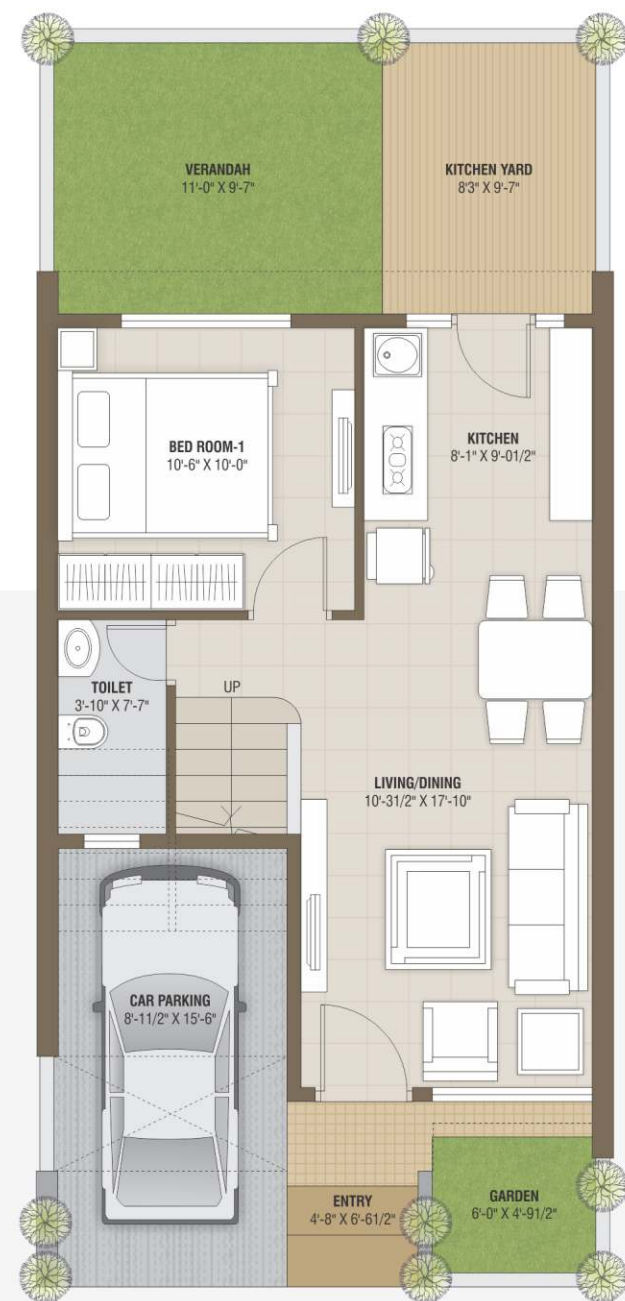 VERANDAH
11'-0" X 9'-7"
KITCHEN YARD
8'3" X 9'-7"
BED ROOM-1
10'-6" X 10'-0"
KITCHEN
8'-1" X 9'-01/2"
TOILET
3'-10" X 7'-7"
UP
LIVING/DINING
10'-31/2" X 17'-10"
CAR PARKING
8'-11/2" X 15'-6"
ENTRY
4'-8" X 6'-61/2"
GARDEN
6'-0" X 4'-91/2"